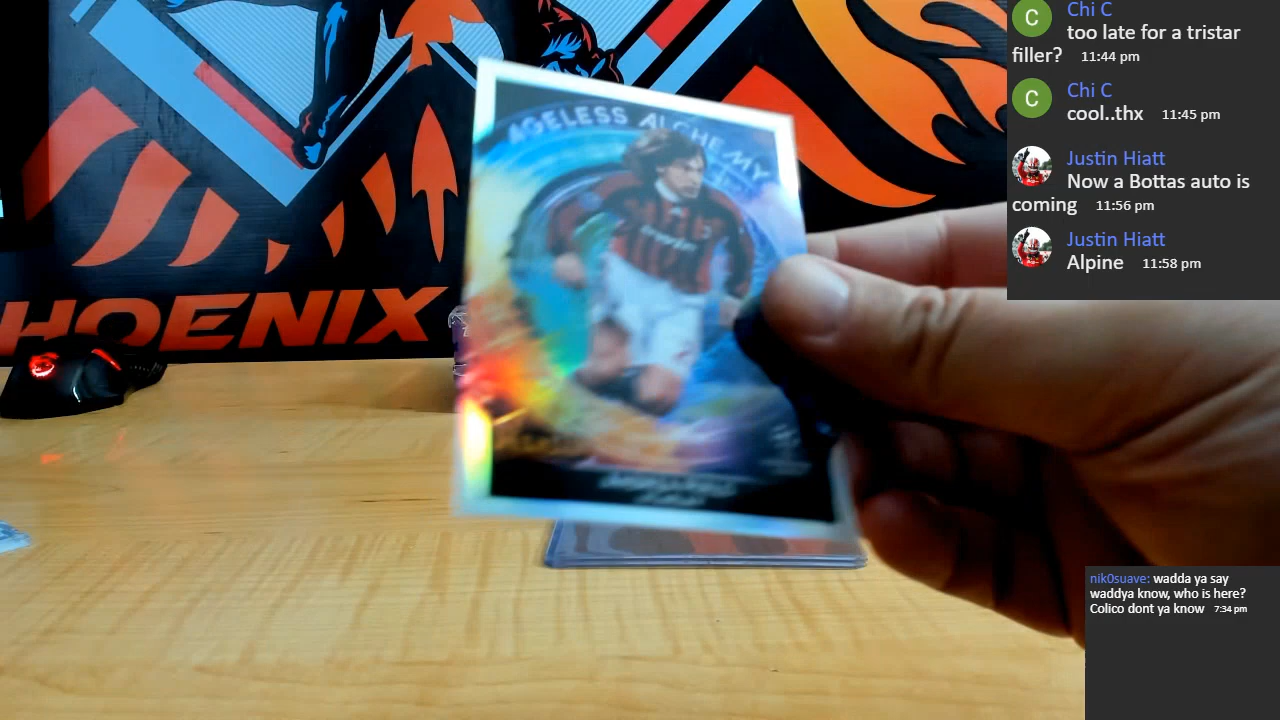 AGELESS ALCHEMY
HOENIX
Chi C
too late for a tristar
filler? 11:44 pm
Chi C
cool..thx 11:45 pm
Justin Hiatt
Now a Bottas auto is
coming 11:56 pm
Justin Hiatt
Alpine 11:58 pm
nik0suave: wadda ya say
waddya know, who is here?
Colico dont ya know 7:34 pm